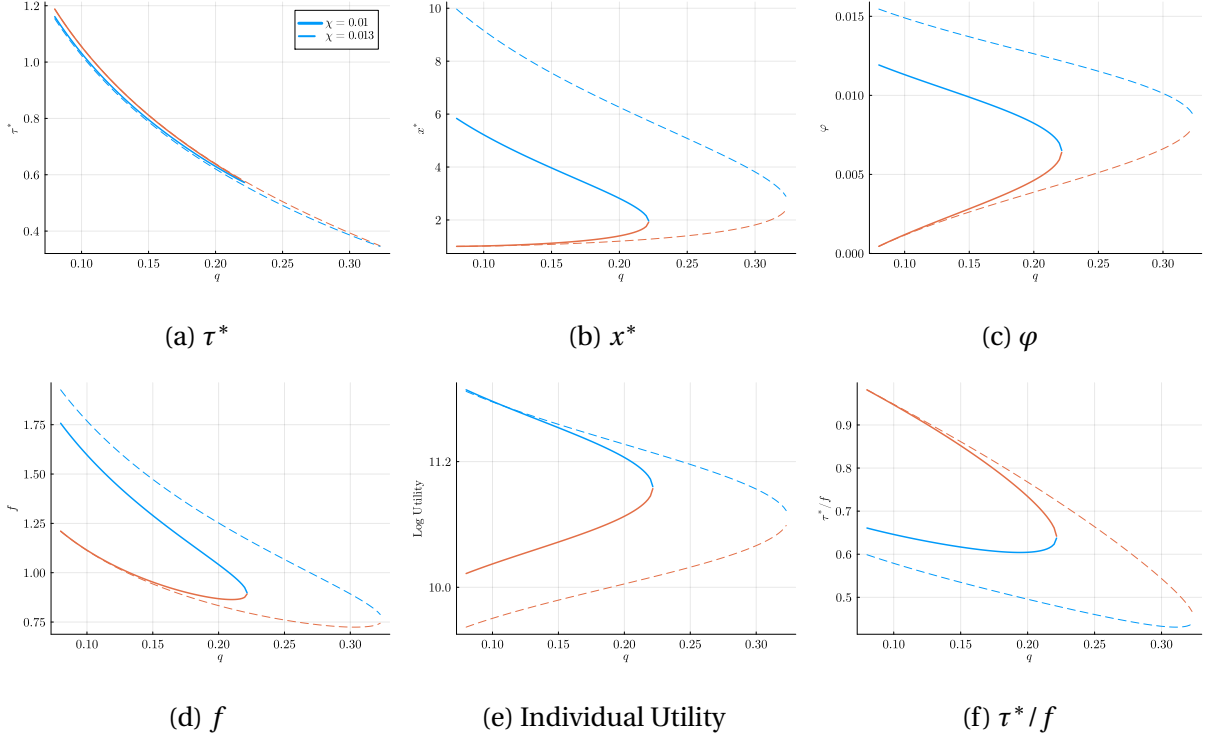 1.2
1.0
0.8
0.6
0.4
τ*
0.10 0.15 0.20 0.25 0.30
q
χ = 0.01
χ = 0.013
(a) τ*
10
8
6
4
2
x*
0.10 0.15 0.20 0.25 0.30
q
(b) x*
0.015
0.010
0.005
0.000
φ
0.10 0.15 0.20 0.25 0.30
q
(c) φ
1.75
1.50
1.25
1.00
0.75
f
0.10 0.15 0.20 0.25 0.30
q
(d) f
11.2
10.0
Log Utility
0.10 0.15 0.20 0.25 0.30
q
(e) Individual Utility
0.9
0.8
0.7
0.6
0.5
τ*/f
0.10 0.15 0.20 0.25 0.30
q
(f) τ*/f